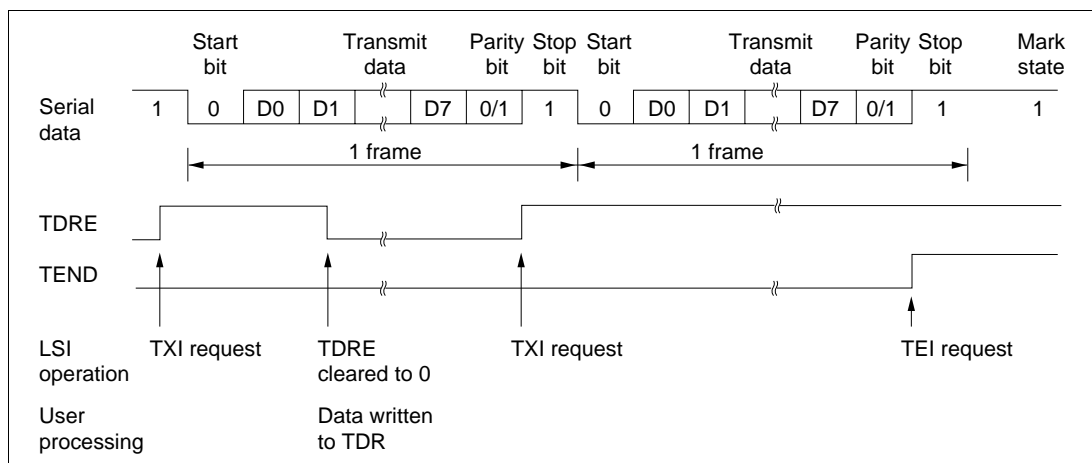 Start bit Transmit data Parity bit Stop bit Start bit Transmit data Parity bit Stop bit Mark state
Serial data 1 0 D0 D1 D7 0/1 1 0 D0 D1 D7 0/1 1 1
1 frame 1 frame
TDRE
TEND
LSI operation TXI request TDRE cleared to 0 TXI request TEI request
User processing Data written to TDR